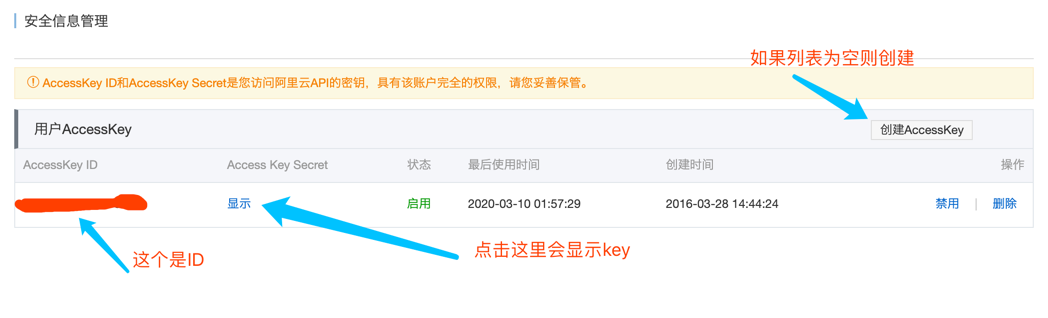 安全信息管理
如果列表为空则创建
AccessKey ID和AccessKey Secret是您访问阿里云API的密钥，具有该账户完全的权限，请您妥善保管。
用户AccessKey 创建AccessKey
AccessKey ID Access Key Secret 状态 最后使用时间 创建时间 操作
显示 启用 2020-03-10 01:57:29 2016-03-28 14:44:24 禁用 | 删除
点击这里会显示key
这个是ID